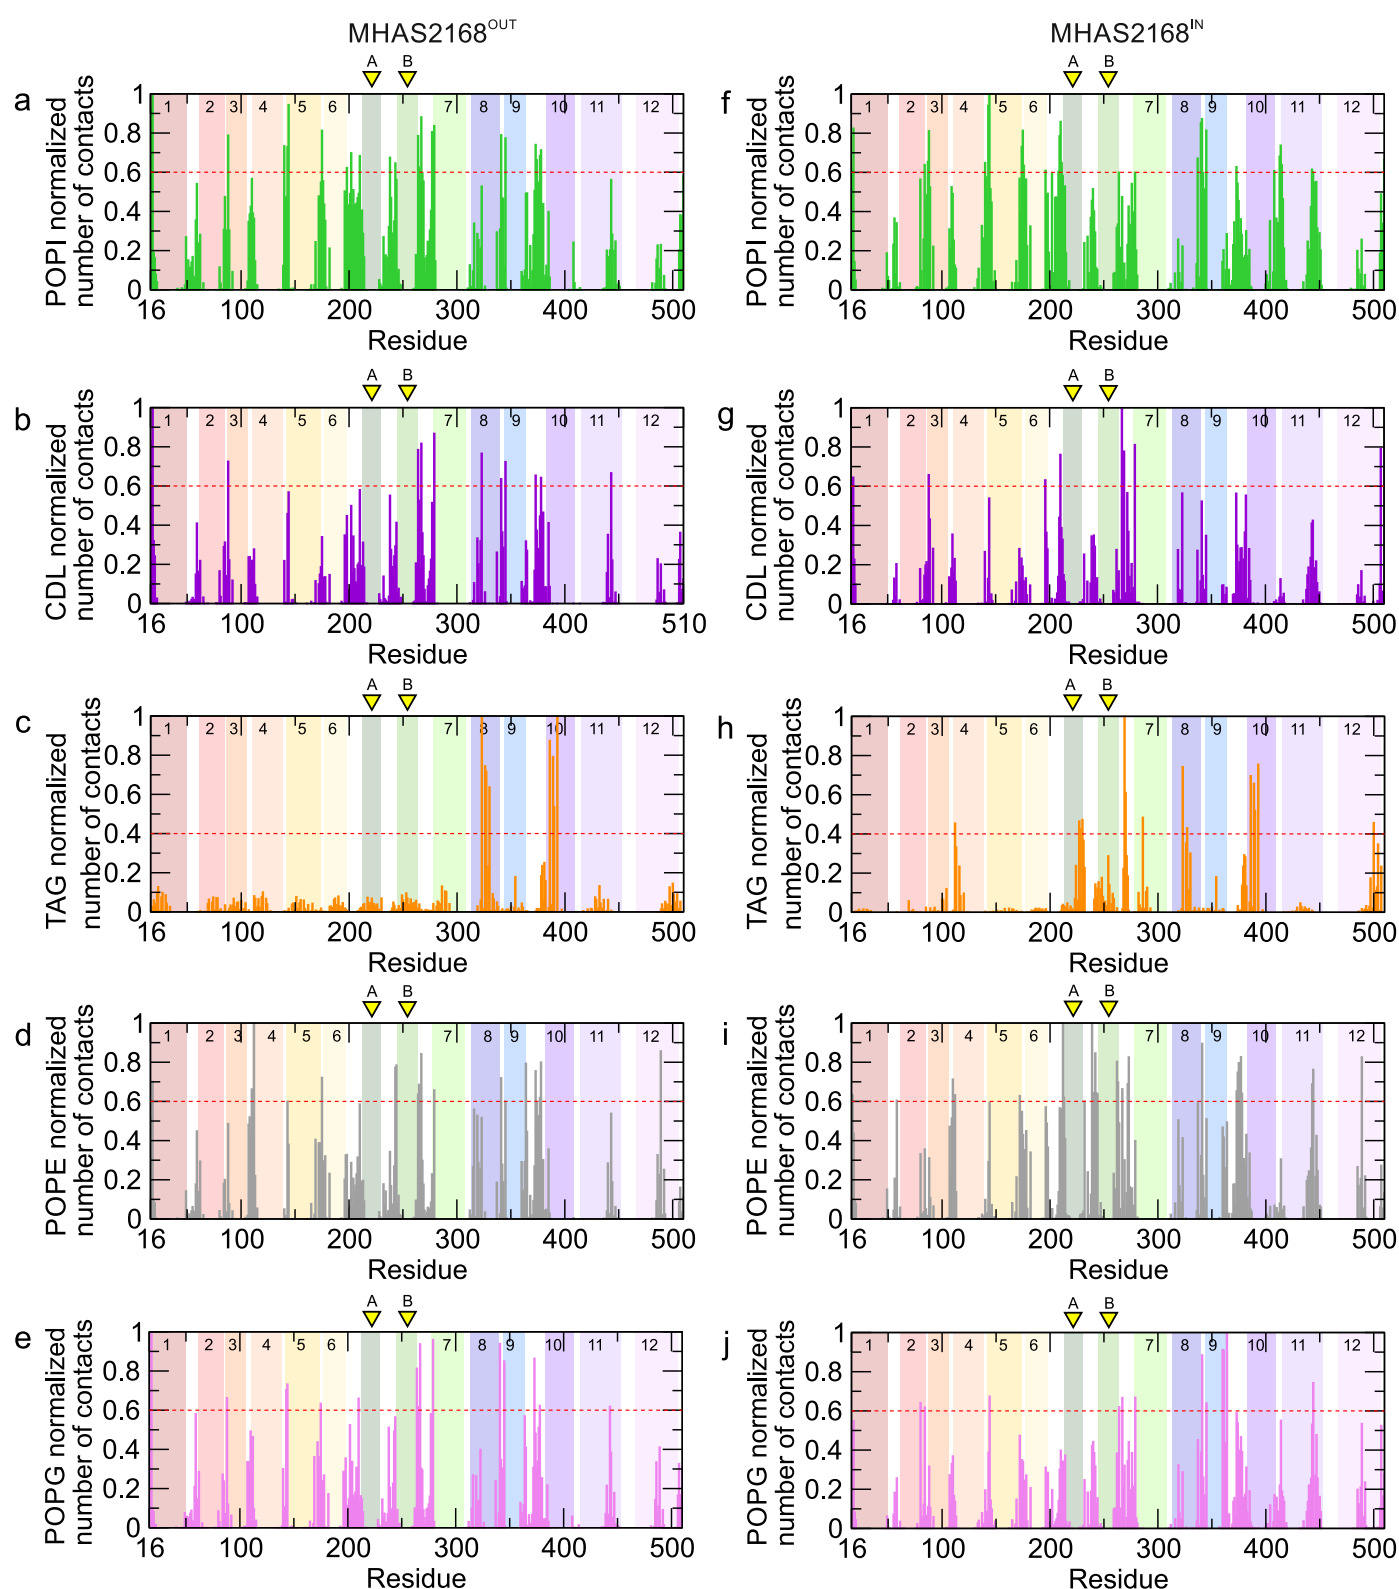 MHAS2168OUT
MHAS2168IN
A B
A B
a
POPI normalized
number of contacts
1 2 3 4 5 6 7 8 9 10 11 12
1
0.8
0.6
0.4
0.2
0
16 100 200 300 400 500
Residue
f
POPI normalized
number of contacts
1 2 3 4 5 6 7 8 9 10 11 12
1
0.8
0.6
0.4
0.2
0
16 100 200 300 400 500
Residue
A B
A B
b
CDL normalized
number of contacts
1 2 3 4 5 6 7 8 9 10 11 12
1
0.8
0.6
0.4
0.2
0
16 100 200 300 400 510
Residue
g
CDL normalized
number of contacts
1 2 3 4 5 6 7 8 9 10 11 12
1
0.8
0.6
0.4
0.2
0
16 100 200 300 400 500
Residue
A B
A B
c
TAG normalized
number of contacts
1 2 3 4 5 6 7 8 9 10 11 12
1
0.8
0.6
0.4
0.2
0
16 100 200 300 400 500
Residue
h
TAG normalized
number of contacts
1 2 3 4 5 6 7 8 9 10 11 12
1
0.8
0.6
0.4
0.2
0
16 100 200 300 400 500
Residue
A B
A B
d
POPE normalized
number of contacts
1 2 3 4 5 6 7 8 9 10 11 12
1
0.8
0.6
0.4
0.2
0
16 100 200 300 400 500
Residue
i
POPE normalized
number of contacts
1 2 3 4 5 6 7 8 9 10 11 12
1
0.8
0.6
0.4
0.2
0
16 100 200 300 400 500
Residue
A B
A B
e
POPG normalized
number of contacts
1 2 3 4 5 6 7 8 9 10 11 12
1
0.8
0.6
0.4
0.2
0
16 100 200 300 400 500
Residue
j
POPG normalized
number of contacts
1 2 3 4 5 6 7 8 9 10 11 12
1
0.8
0.6
0.4
0.2
0
16 100 200 300 400 500
Residue